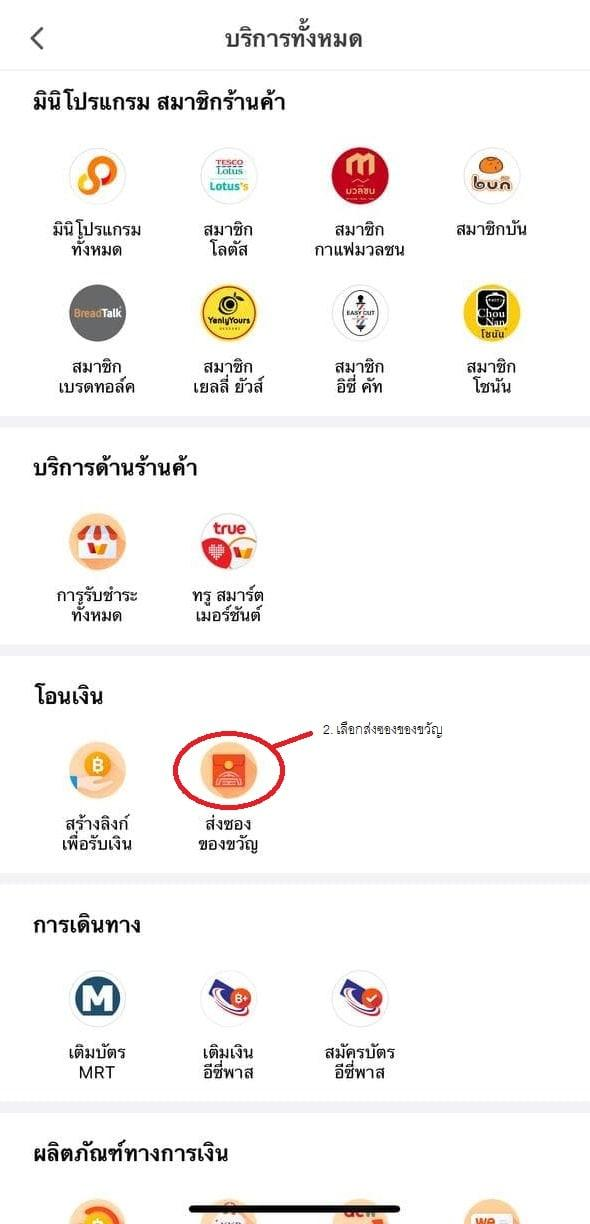 บริการทั้งหมด
มินิโปรแกรม สมาชิกร้านค้า
TESCO
Lotus
Lotus's
มวลชน
บัน
มินิโปรแกรม
ทั้งหมด
สมาชิก
โลตัส
สมาชิก
กาแฟมวลชน
สมาชิกบัน
BreadTalk
YenlyYours
DESSERT
EASY CUT
Chou
Nan
โชนัน
สมาชิก
เบรดทอล์ค
สมาชิก
เยลลี่ ยัวส์
สมาชิก
อีซี่ คัท
สมาชิก
โชนัน
บริการด้านร้านค้า
true
การรับชำระ
ทั้งหมด
ทรู สมาร์ต
เมอร์ชันต์
โอนเงิน
2. เลือกส่งซองของขวัญ
สร้างลิงก์
เพื่อรับเงิน
ส่งซอง
ของขวัญ
การเดินทาง
M
฿+
เติมบัตร
MRT
เติมเงิน
อีซี่พาส
สมัครบัตร
อีซี่พาส
ผลิตภัณฑ์ทางการเงิน
we